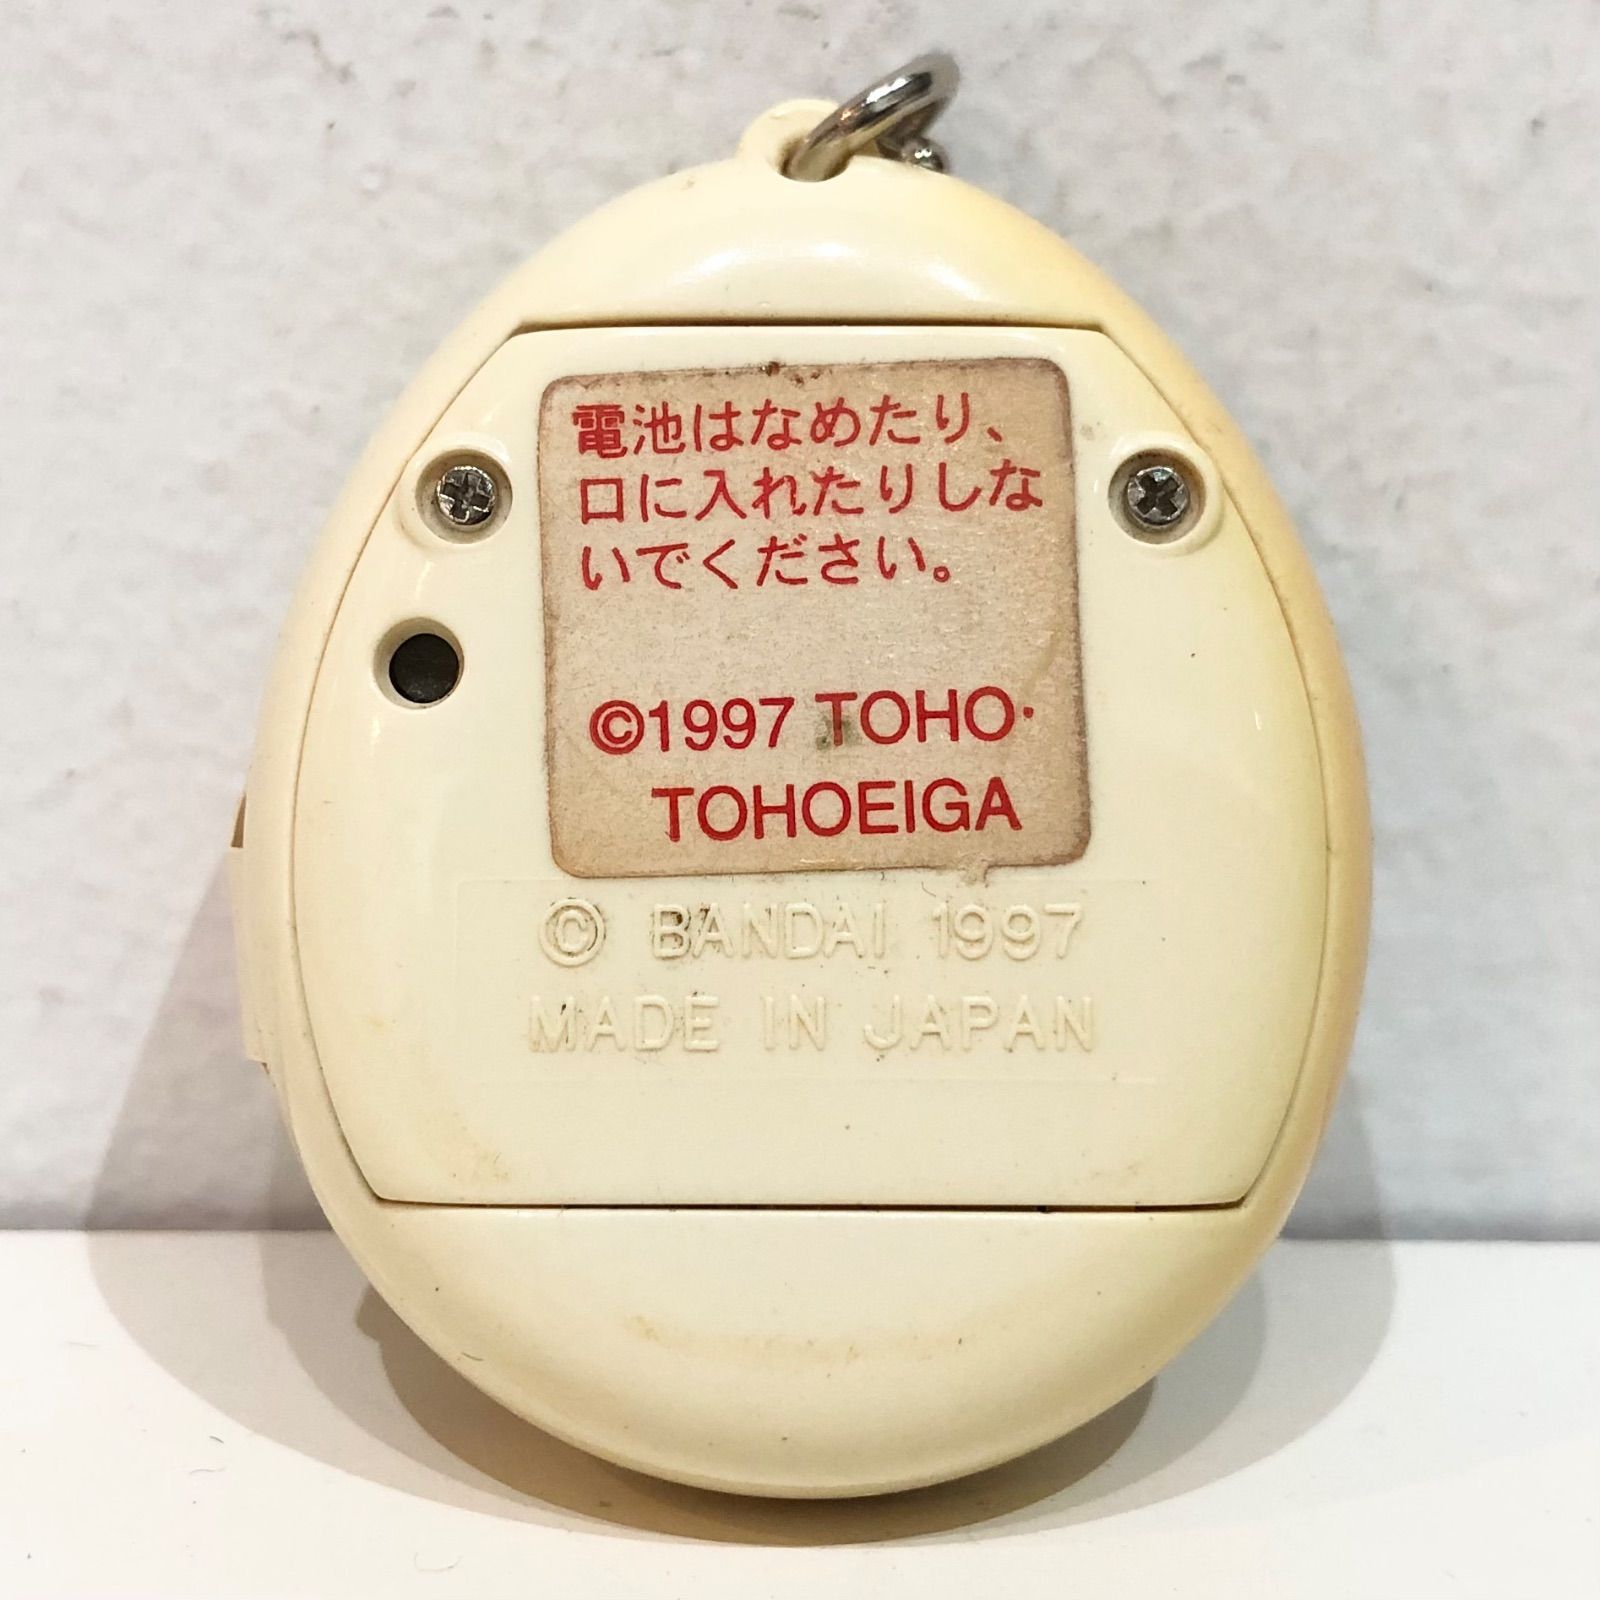 電池はなめたり、
口に入れたりしな
いでください。
©1997 TOHO·
TOHOEIGA
© BANDAI 1997
MADE IN JAPAN